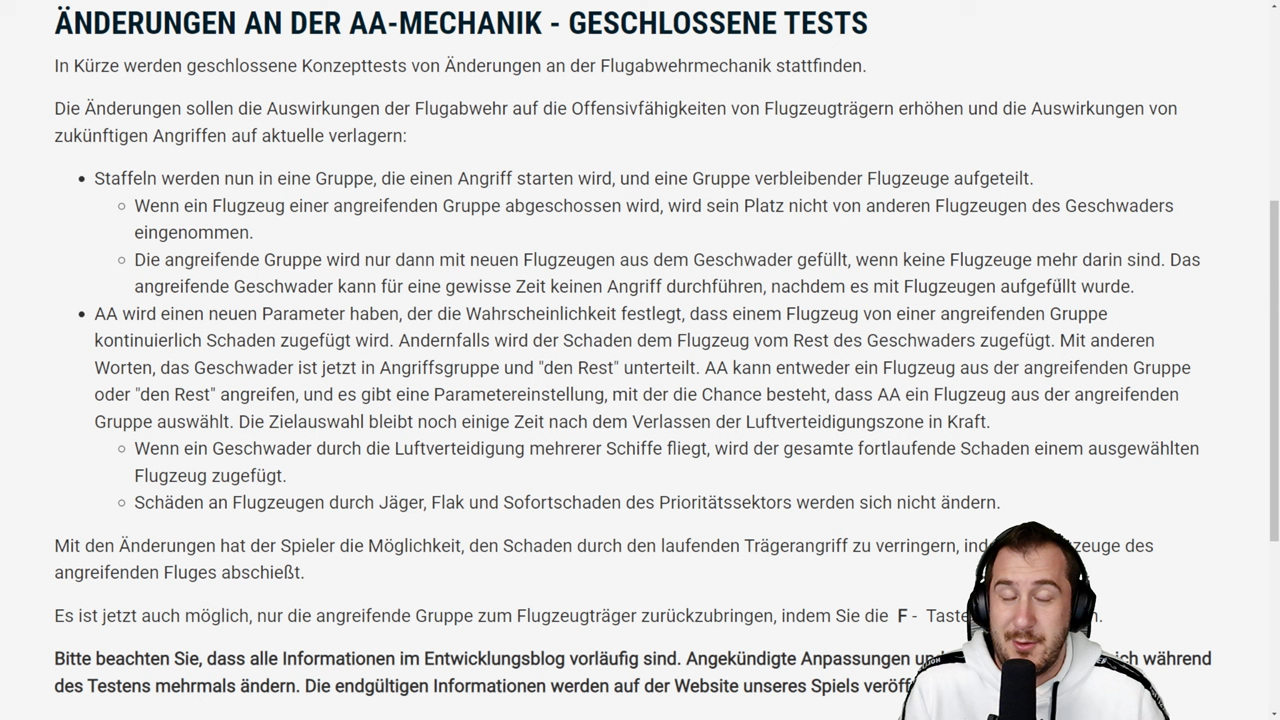 ÄNDERUNGEN AN DER AA-MECHANIK - GESCHLOSSENE TESTS
In Kürze werden geschlossene Konzepttests von Änderungen an der Flugabwehrmechanik stattfinden.
Die Änderungen sollen die Auswirkungen der Flugabwehr auf die Offensivfähigkeiten von Flugzeugträgern erhöhen und die Auswirkungen von
zukünftigen Angriffen auf aktuelle verlagern:
Staffeln werden nun in eine Gruppe, die einen Angriff starten wird, und eine Gruppe verbleibender Flugzeuge aufgeteilt.
Wenn ein Flugzeug einer angreifenden Gruppe abgeschossen wird, wird sein Platz nicht von anderen Flugzeugen des Geschwaders
eingenommen.
Die angreifende Gruppe wird nur dann mit neuen Flugzeugen aus dem Geschwader gefüllt, wenn keine Flugzeuge mehr darin sind. Das
angreifende Geschwader kann für eine gewisse Zeit keinen Angriff durchführen, nachdem es mit Flugzeugen aufgefüllt wurde.
AA wird einen neuen Parameter haben, der die Wahrscheinlichkeit festlegt, dass einem Flugzeug von einer angreifenden Gruppe
kontinuierlich Schaden zugefügt wird. Andernfalls wird der Schaden dem Flugzeug vom Rest des Geschwaders zugefügt. Mit anderen
Worten, das Geschwader ist jetzt in Angriffsgruppe und "den Rest" unterteilt. AA kann entweder ein Flugzeug aus der angreifenden Gruppe
oder "den Rest" angreifen, und es gibt eine Parametereinstellung, mit der die Chance besteht, dass AA ein Flugzeug aus der angreifenden
Gruppe auswählt. Die Zielauswahl bleibt noch einige Zeit nach dem Verlassen der Luftverteidigungszone in Kraft.
Wenn ein Geschwader durch die Luftverteidigung mehrerer Schiffe fliegt, wird der gesamte fortlaufende Schaden einem ausgewählten
Flugzeug zugefügt.
Schäden an Flugzeugen durch Jäger, Flak und Sofortschaden des Prioritätssektors werden sich nicht ändern.
Mit den Änderungen hat der Spieler die Möglichkeit, den Schaden durch den laufenden Trägerangriff zu verringern, des
angreifenden Fluges abschießt.
Es ist jetzt auch möglich, nur die angreifende Gruppe zum Flugzeugträger zurückzubringen, indem Sie die F - Taste
Bitte beachten Sie, dass alle Informationen im Entwicklungsblog vorläufig sind. Angekündigte Anpassungen während
des Testens mehrmals ändern. Die endgültigen Informationen werden auf der Website unseres Spiels